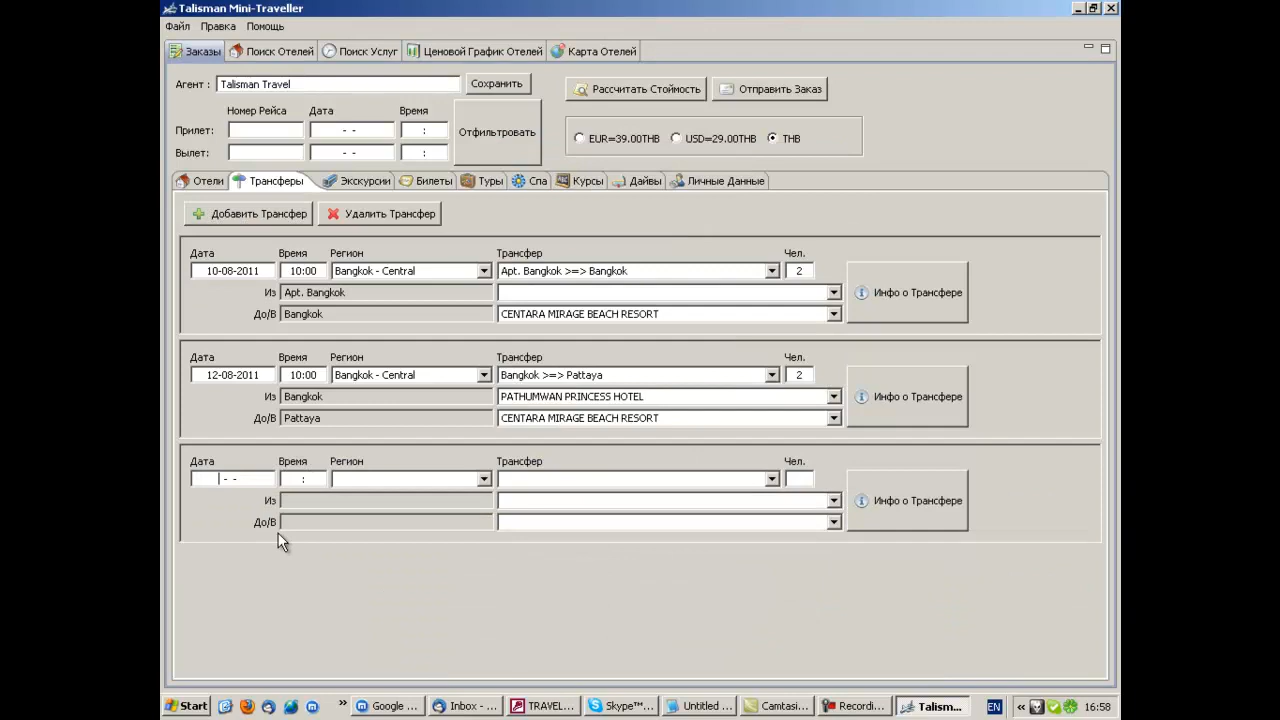 Talisman Mini-Traveller
Файл Правка Помощь
Заказы Поиск Отелей Поиск Услуг Ценовой График Отелей Карта Отелей
Агент : Talisman Travel Сохранить Рассчитать Стоимость Отправить Заказ
Номер Рейса Дата Время
Прилет: - - : Отфильтровать EUR=39.00THB USD=29.00THB THB
Вылет: - - :
Отели Трансферы Экскурсии Билеты Туры Спа Курсы Дайвы Личные Данные
Добавить Трансфер Удалить Трансфер
Дата Время Регион Трансфер Чел.
10-08-2011 10:00 Bangkok - Central Apt. Bangkok >=> Bangkok 2
Из Apt. Bangkok Инфо о Трансфере
До/В Bangkok CENTARA MIRAGE BEACH RESORT
Дата Время Регион Трансфер Чел.
12-08-2011 10:00 Bangkok - Central Bangkok >=> Pattaya 2
Из Bangkok PATHUMWAN PRINCESS HOTEL Инфо о Трансфере
До/В Pattaya CENTARA MIRAGE BEACH RESORT
Дата Время Регион Трансфер Чел.
- - :
Из Инфо о Трансфере
До/В
Start » Google ... Inbox - ... TRAVEL... Skype™... Untitled ... Camtasi... Recordi... Talism... EN « 16:58